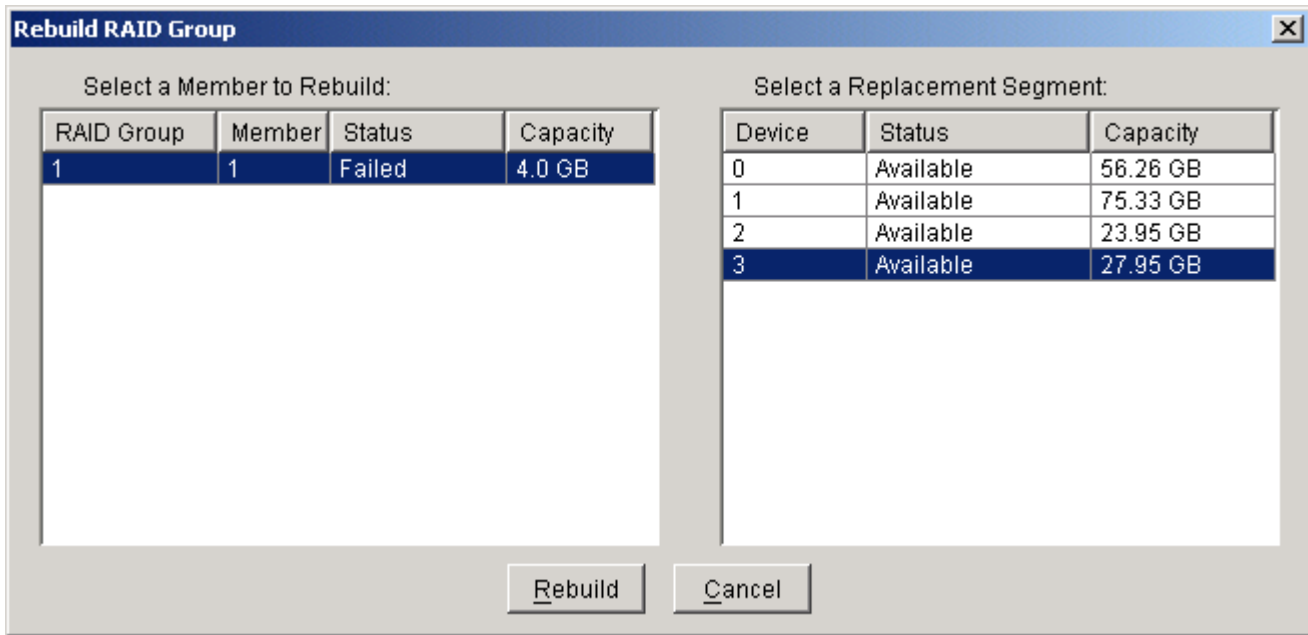 Rebuild RAID Group
Select a Member to Rebuild:
RAID Group Member Status Capacity
1 1 Failed 4.0 GB
Select a Replacement Segment:
Device Status Capacity
0 Available 56.26 GB
1 Available 75.33 GB
2 Available 23.95 GB
3 Available 27.95 GB
Rebuild Cancel